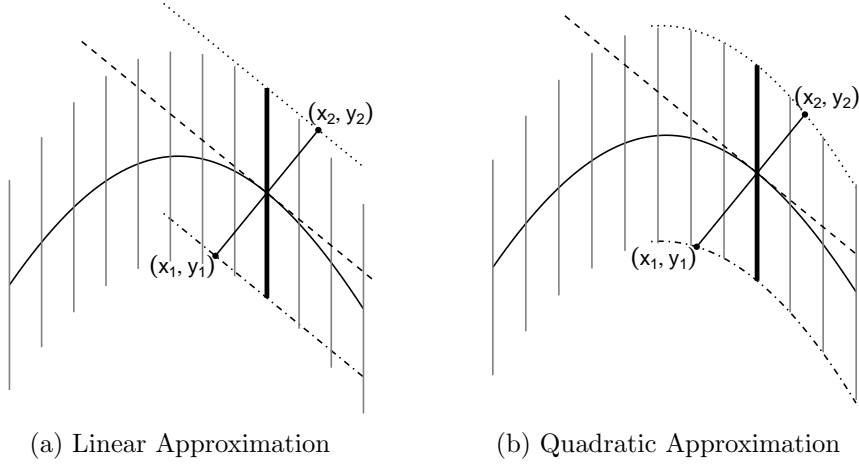 (x2, y2)
(x1, y1)
(a) Linear Approximation
(x2, y2)
(x1, y1)
(b) Quadratic Approximation